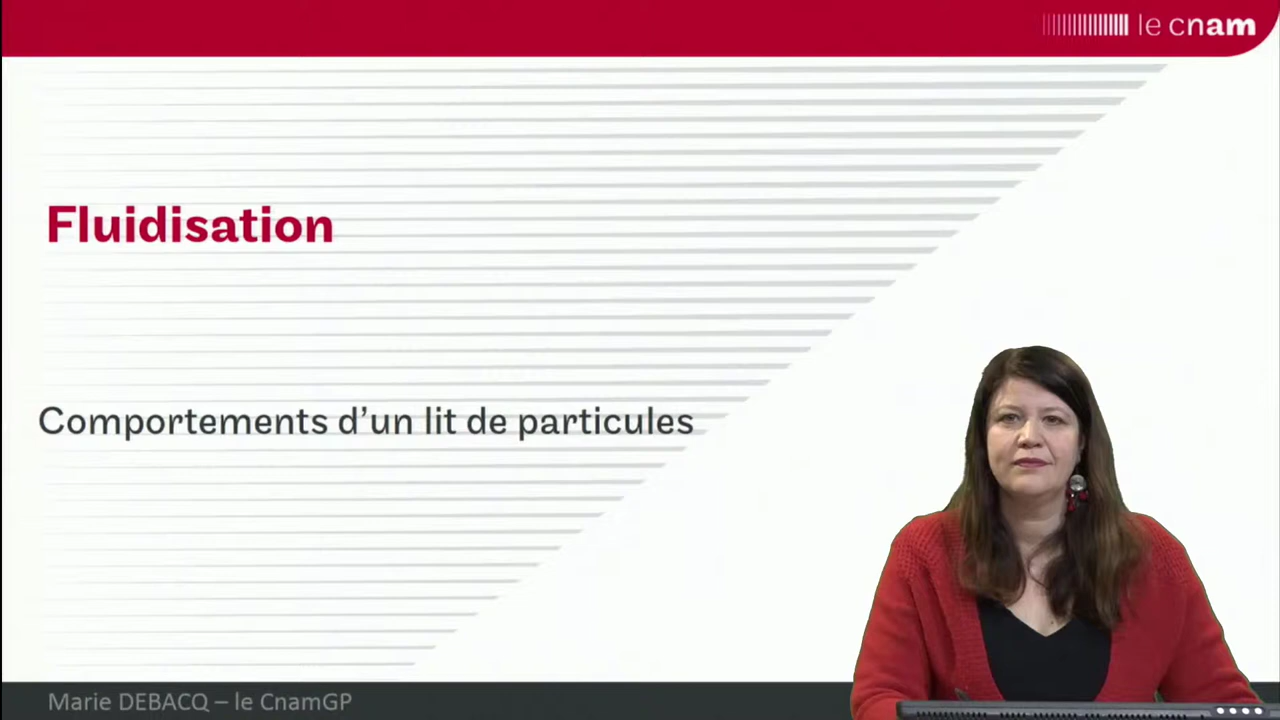 le cnam
Fluidisation
Comportements d'un lit de particules
Marie DEBACQ – le CnamGP